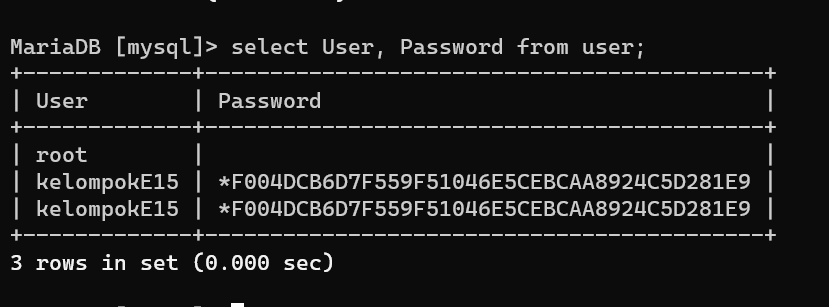 MariaDB [mysql]> select User, Password from user;
+-------------+-------------------------------------------+
| User        | Password                                  |
+-------------+-------------------------------------------+
| root        |                                           |
| kelompokE15 | *F004DCB6D7F559F51046E5CEBCAA8924C5D281E9 |
| kelompokE15 | *F004DCB6D7F559F51046E5CEBCAA8924C5D281E9 |
+-------------+-------------------------------------------+
3 rows in set (0.000 sec)